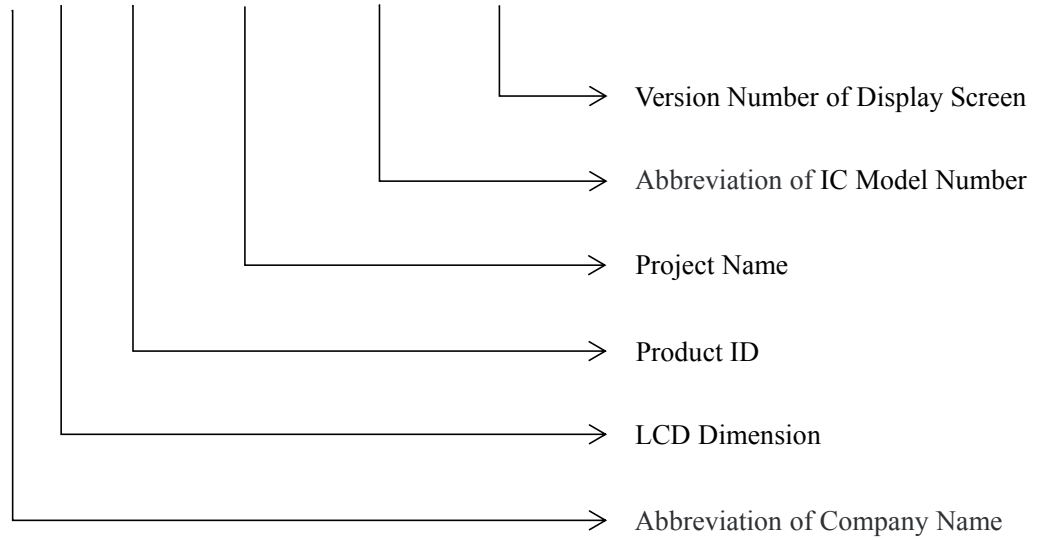 Version Number of Display Screen
Abbreviation of IC Model Number
Project Name
Product ID
LCD Dimension
Abbreviation of Company Name